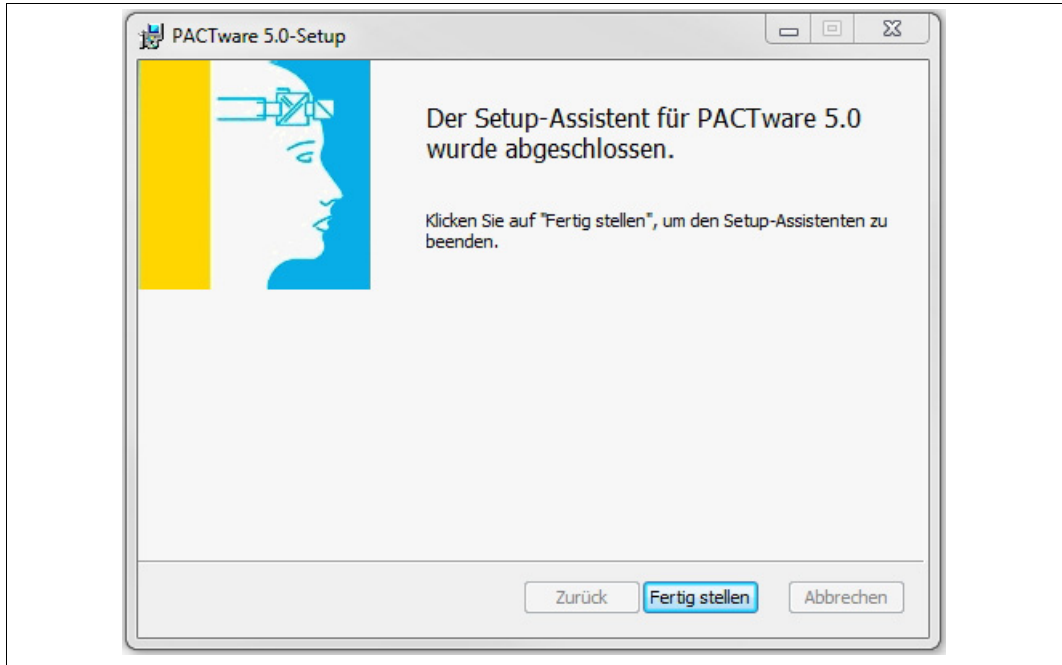 PACTware 5.0-Setup
Der Setup-Assistent für PACTware 5.0
wurde abgeschlossen.
Klicken Sie auf "Fertig stellen", um den Setup-Assistenten zu
beenden.
Zurück
Fertig stellen
Abbrechen